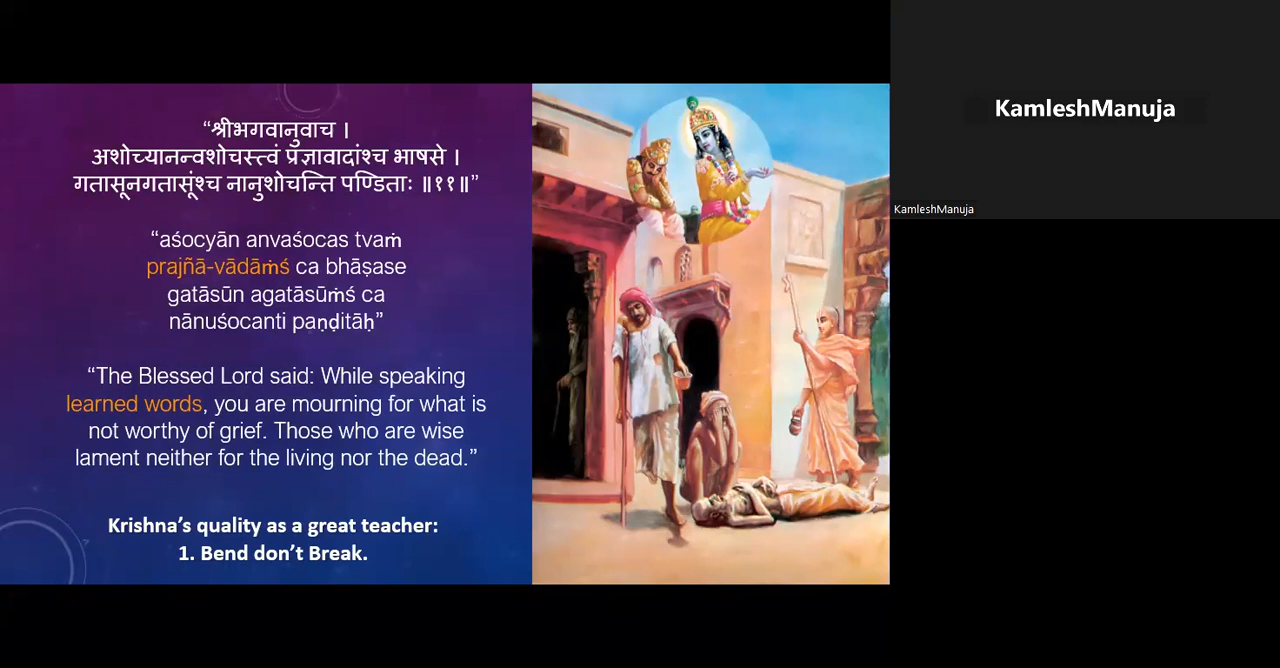 “श्रीभगवानुवाच ।
अशोच्यानन्वशोचस्त्वं प्रज्ञावादांश्च भाषसे ।
गतासूनगतासूंश्च नानुशोचन्ति पण्डिताः ॥११॥”
“aśocyān anvaśocas tvaṁ
prajñā-vādāṁś ca bhāṣase
gatāsūn agatāsūṁś ca
nānuśocanti paṇḍitāḥ”
“The Blessed Lord said: While speaking
learned words, you are mourning for what is
not worthy of grief. Those who are wise
lament neither for the living nor the dead.”
Krishna’s quality as a great teacher:
1. Bend don’t Break.
KamleshManuja
KamleshManuja